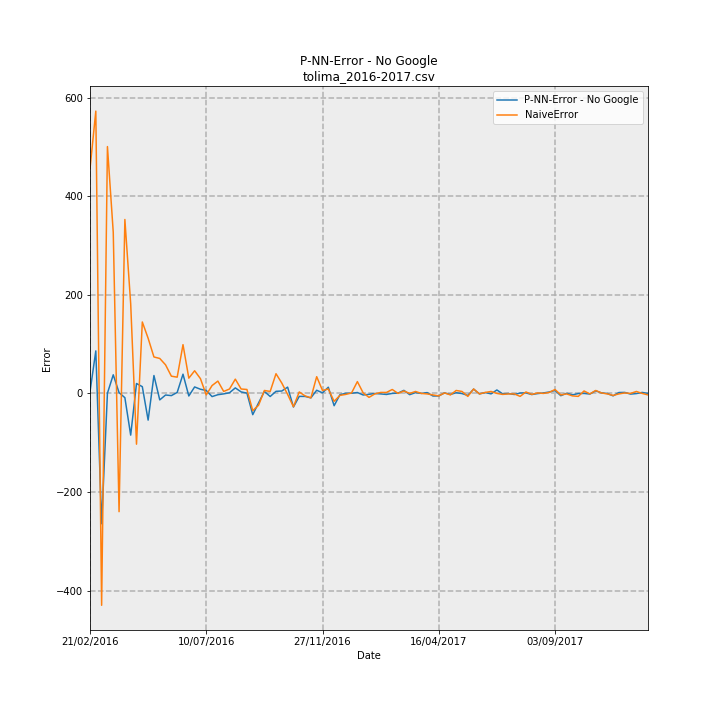 P-NN-Error - No Google
tolima_2016-2017.csv
P-NN-Error - No Google
NaiveError
600
400
200
0
−200
−400
Error
21/02/2016
10/07/2016
27/11/2016
16/04/2017
03/09/2017
Date